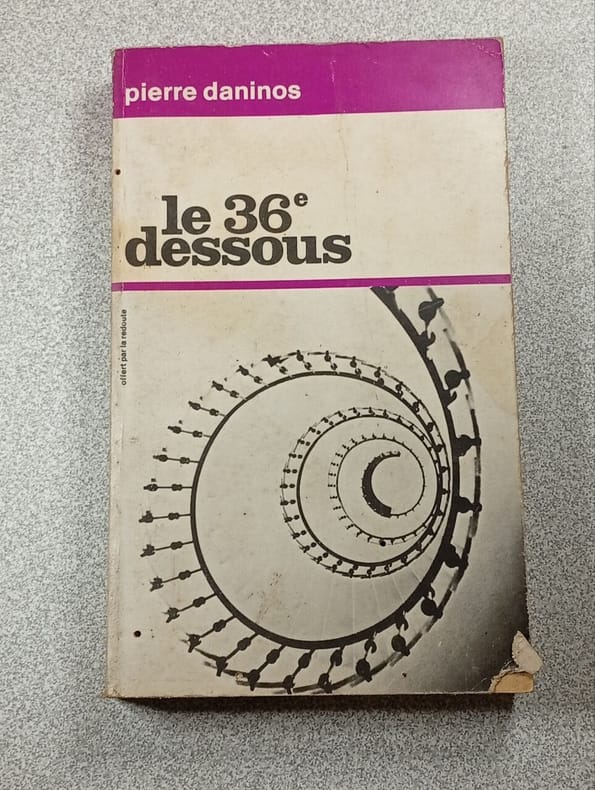 pierre daninos
le 36e
dessous
offert par la redoute